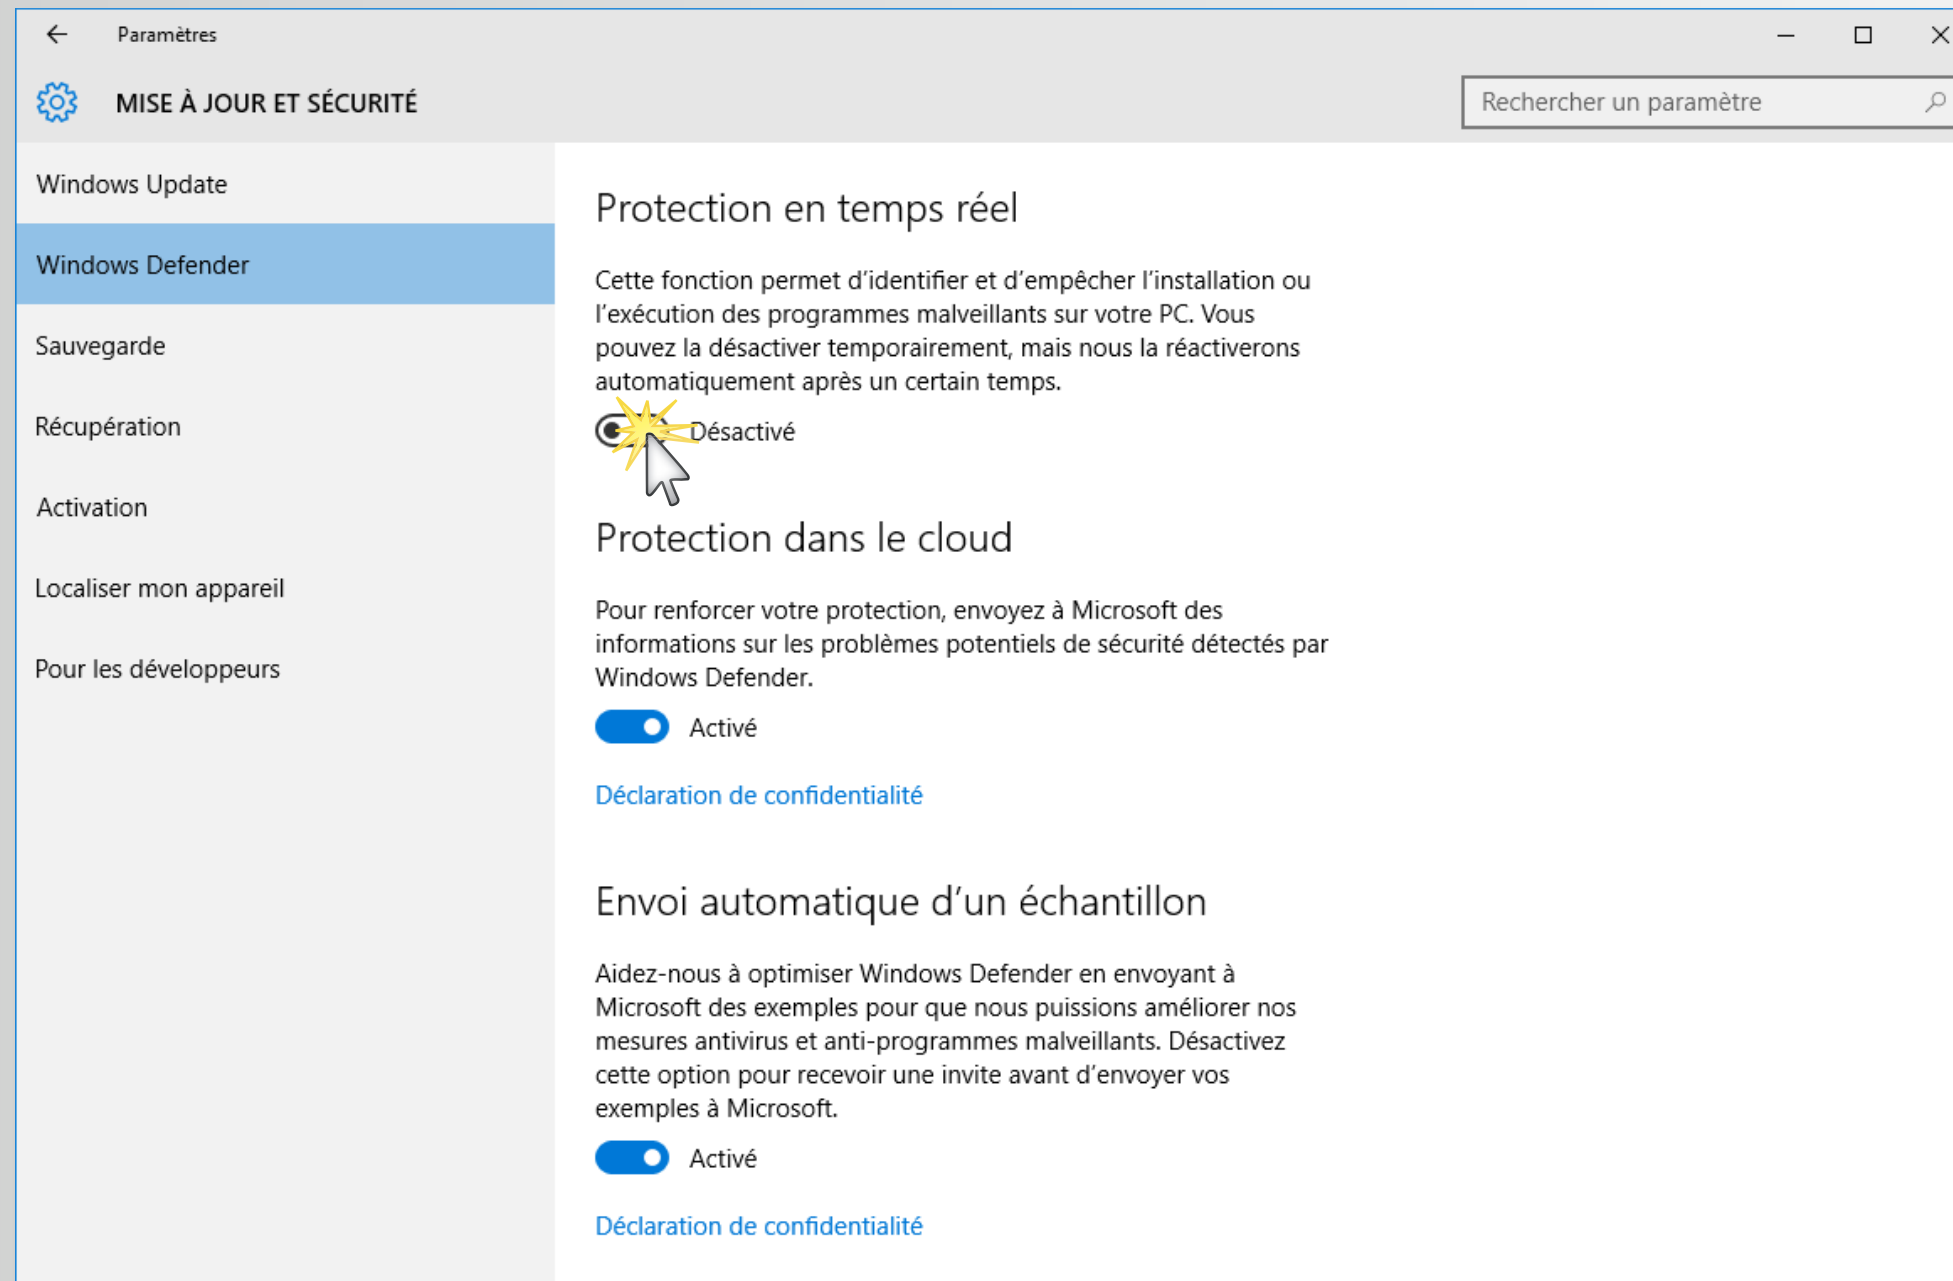 Paramètres
MISE À JOUR ET SÉCURITÉ
Rechercher un paramètre
Windows Update
Windows Defender
Sauvegarde
Récupération
Activation
Localiser mon appareil
Pour les développeurs
Protection en temps réel
Cette fonction permet d’identifier et d’empêcher l’installation ou
l’exécution des programmes malveillants sur votre PC. Vous
pouvez la désactiver temporairement, mais nous la réactiverons
automatiquement après un certain temps.
Désactivé
Protection dans le cloud
Pour renforcer votre protection, envoyez à Microsoft des
informations sur les problèmes potentiels de sécurité détectés par
Windows Defender.
Activé
Déclaration de confidentialité
Envoi automatique d’un échantillon
Aidez-nous à optimiser Windows Defender en envoyant à
Microsoft des exemples pour que nous puissions améliorer nos
mesures antivirus et anti-programmes malveillants. Désactivez
cette option pour recevoir une invite avant d’envoyer vos
exemples à Microsoft.
Activé
Déclaration de confidentialité